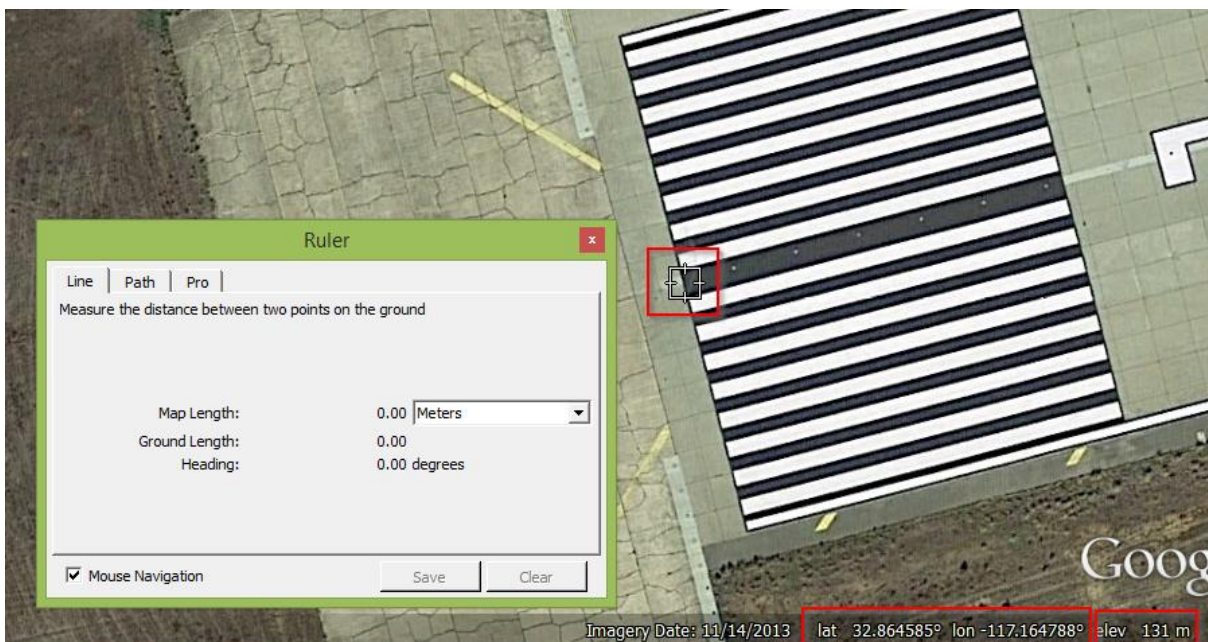 Ruler
x
Line Path Pro
Measure the distance between two points on the ground
Map Length: 0.00 Meters
Ground Length: 0.00
Heading: 0.00 degrees
Mouse Navigation Save Clear
Goog
Imagery Date: 11/14/2013 lat 32.864585º lon -117.164788º elev 131 m